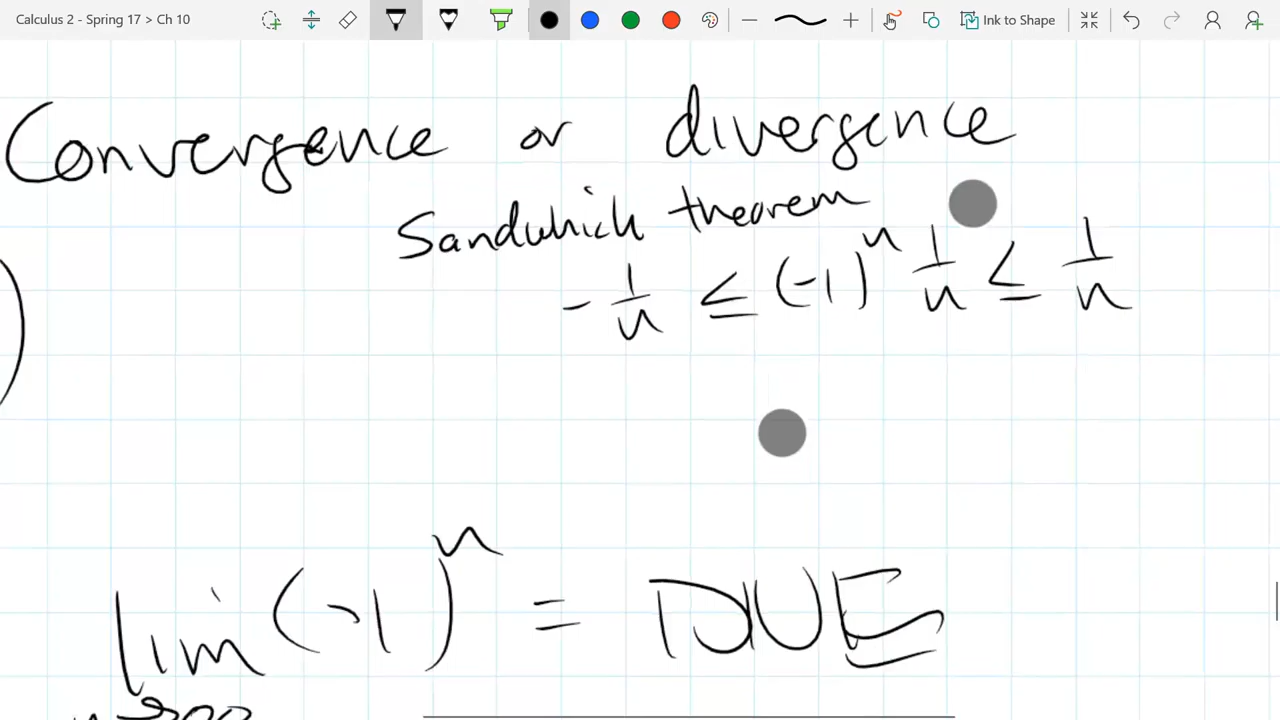 Calculus 2 - Spring 17 > Ch 10
Ink to Shape
Convergence or divergence
Sandwhich theorem
- 1/n ≤ (-1)^n 1/n ≤ 1/n
lim (-1)^n = DNE
n→∞